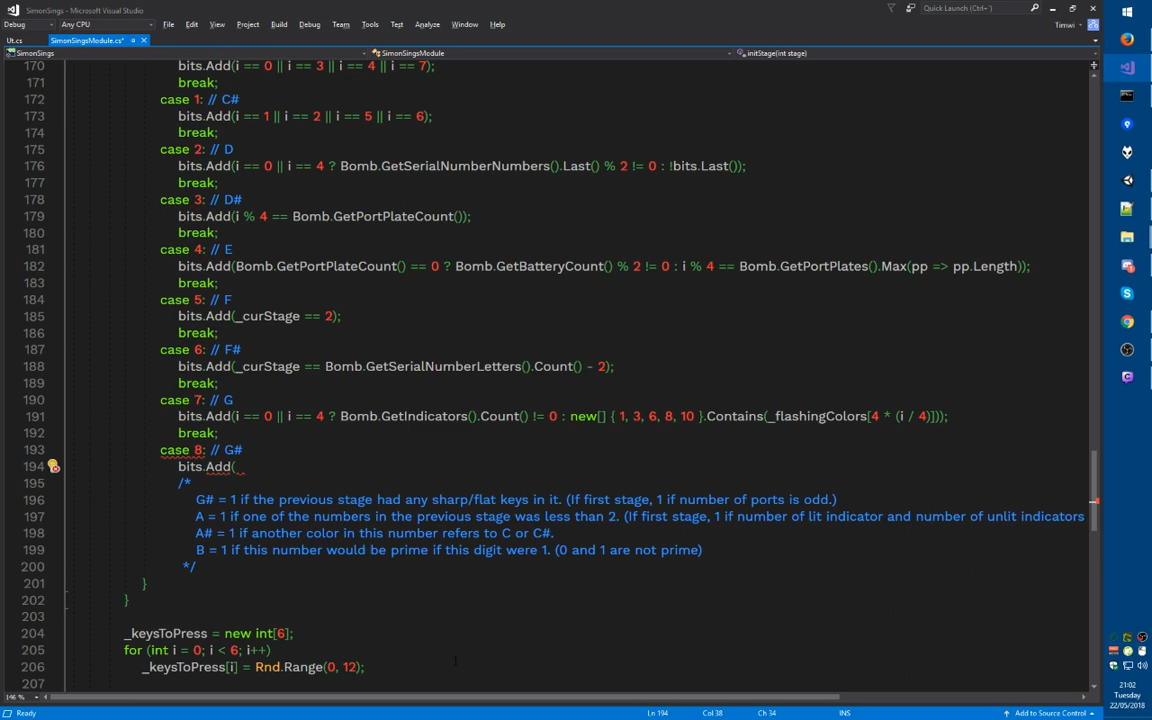 SimonSings - Microsoft Visual Studio
Quick Launch (Ctrl+`)
File Edit View Project Build Debug Team Tools Test Analyze Window Help
Timwi
Debug Any CPU
Ut.cs SimonSingsModule.cs*
SimonSings SimonSingsModule initStage(int stage)
170 bits.Add(i == 0 || i == 3 || i == 4 || i == 7);
171 break;
172 case 1: // C#
173 bits.Add(i == 1 || i == 2 || i == 5 || i == 6);
174 break;
175 case 2: // D
176 bits.Add(i == 0 || i == 4 ? Bomb.GetSerialNumberNumbers().Last() % 2 != 0 : !bits.Last());
177 break;
178 case 3: // D#
179 bits.Add(i % 4 == Bomb.GetPortPlateCount());
180 break;
181 case 4: // E
182 bits.Add(Bomb.GetPortPlateCount() == 0 ? Bomb.GetBatteryCount() % 2 != 0 : i % 4 == Bomb.GetPortPlates().Max(pp => pp.Length));
183 break;
184 case 5: // F
185 bits.Add(_curStage == 2);
186 break;
187 case 6: // F#
188 bits.Add(_curStage == Bomb.GetSerialNumberLetters().Count() - 2);
189 break;
190 case 7: // G
191 bits.Add(i == 0 || i == 4 ? Bomb.GetIndicators().Count() != 0 : new[] { 1, 3, 6, 8, 10 }.Contains(_flashingColors[4 * (i / 4)]));
192 break;
193 case 8: // G#
194 bits.Add(
195 /*
196 G# = 1 if the previous stage had any sharp/flat keys in it. (If first stage, 1 if number of ports is odd.)
197 A = 1 if one of the numbers in the previous stage was less than 2. (If first stage, 1 if number of lit indicator and number of unlit indicators
198 A# = 1 if another color in this number refers to C or C#.
199 B = 1 if this number would be prime if this digit were 1. (0 and 1 are not prime)
200 */
201 }
202 }
203
204 _keysToPress = new int[6];
205 for (int i = 0; i < 6; i++)
206 _keysToPress[i] = Rnd.Range(0, 12);
207
146 %
Ready Ln 194 Col 38 Ch 34 INS Add to Source Control
21:02
Tuesday
22/05/2018